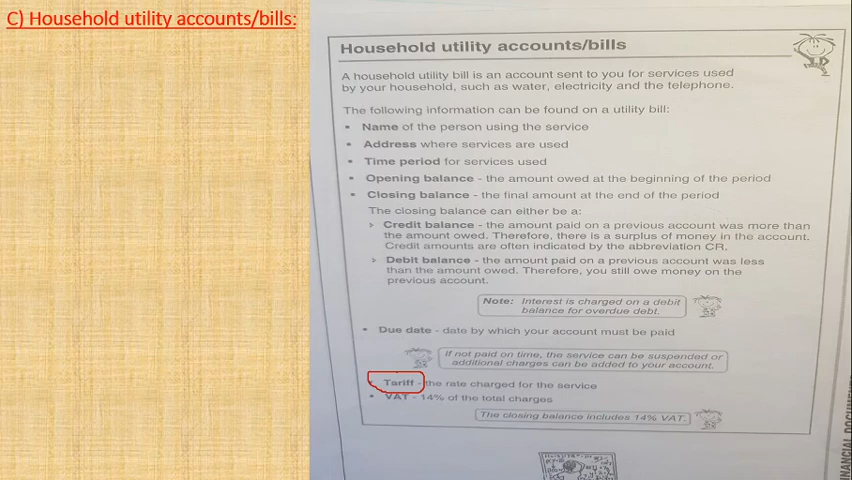 C) Household utility accounts/bills:
Household utility accounts/bills
A household utility bill is an account sent to you for services used
by your household, such as water, electricity and the telephone.
The following information can be found on a utility bill:
• Name of the person using the service
• Address where services are used
• Time period for services used
• Opening balance - the amount owed at the beginning of the period
• Closing balance - the final amount at the end of the period
The closing balance can either be a:
Credit balance - the amount paid on a previous account was more than
the amount owed. Therefore, there is a surplus of money in the account.
Credit amounts are often indicated by the abbreviation CR.
Debit balance - the amount paid on a previous account was less
than the amount owed. Therefore, you still owe money on the
previous account.
Note: Interest is charged on a debit
balance for overdue debt.
• Due date - date by which your account must be paid
If not paid on time, the service can be suspended or
additional charges can be added to your account.
• Tariff - the rate charged for the service
• VAT - 14% of the total charges
The closing balance includes 14% VAT.